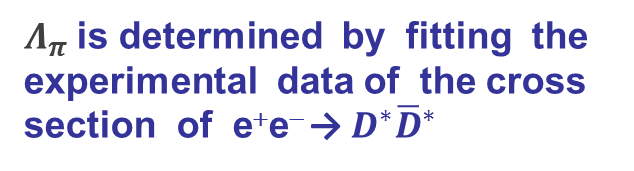 Λπ is determined by fitting the
experimental data of the cross
section of e⁺e⁻→ D*D̅*